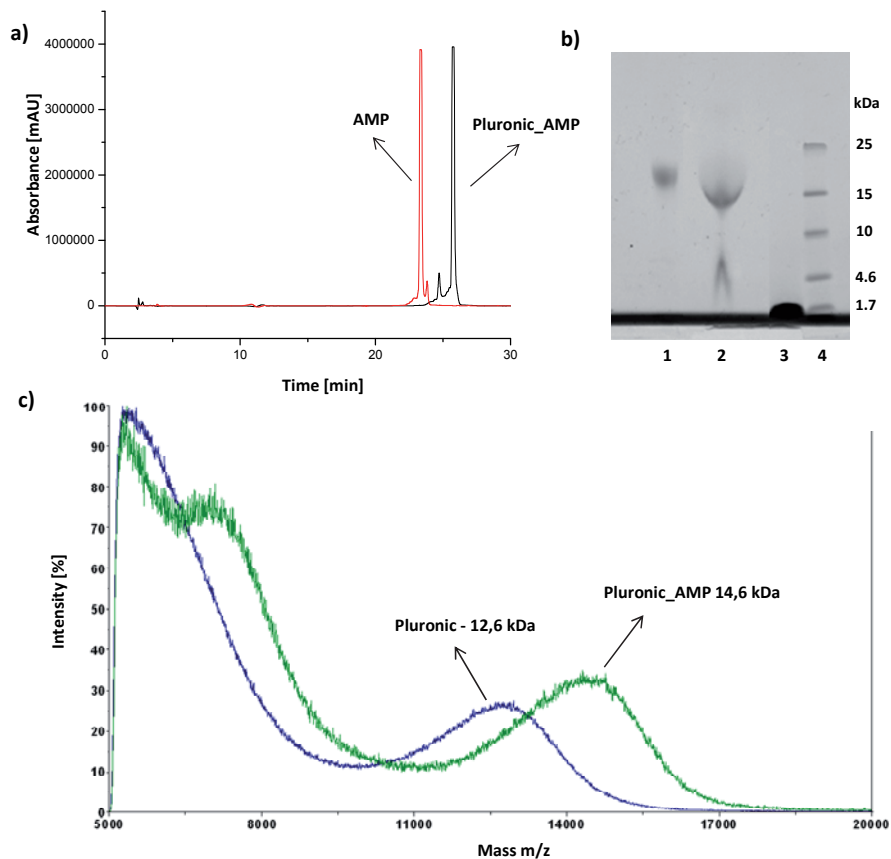 a)
Absorbance [mAU]
4000000
3000000
2000000
1000000
0
AMP
Pluronic_AMP
0
10
20
30
Time [min]
b)
kDa
25
15
10
4.6
1.7
1 2 3 4
c)
Intensity [%]
100
90
80
70
60
50
40
30
20
10
0
Pluronic - 12,6 kDa
Pluronic_AMP 14,6 kDa
5000 8000 11000 14000 17000 20000
Mass m/z